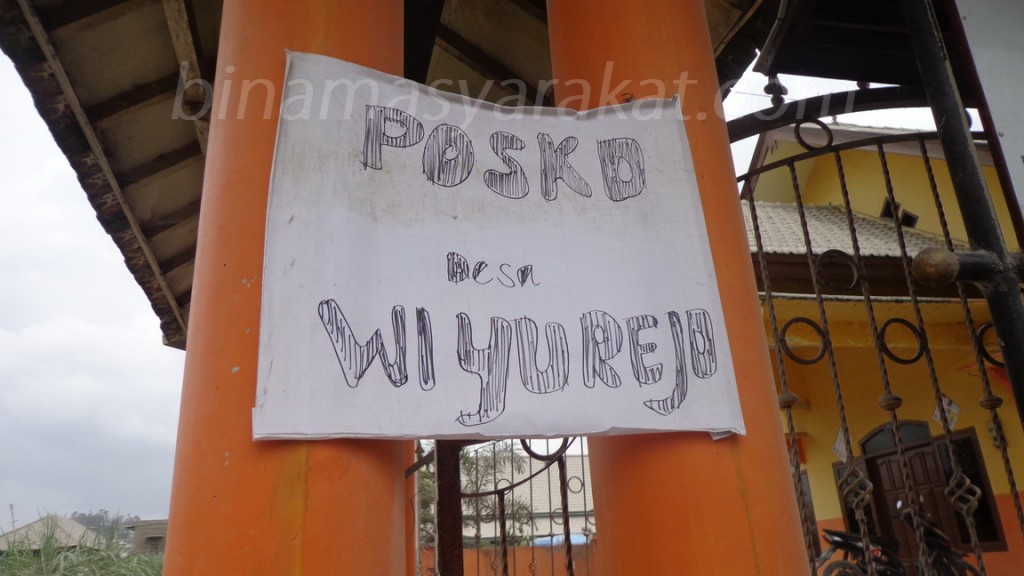 binamasyarakat.com
POSKO
Desa
WIYUREJO